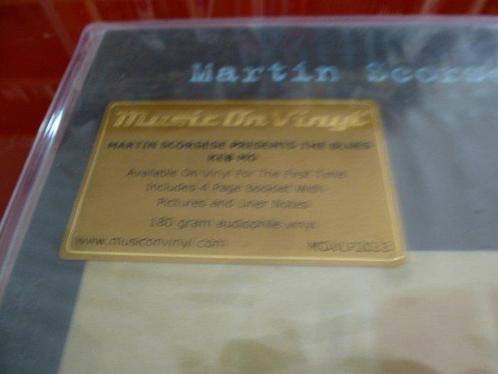 Martin Scorse
Music On Vinyl
MARTIN SCORSESE PRESENTS THE BLUES
KEB MO
Available On Vinyl For The First Time!
Includes 4 Page Booklet With
Pictures and Liner Notes
180 gram audiophile vinyl
www.musiconvinyl.com